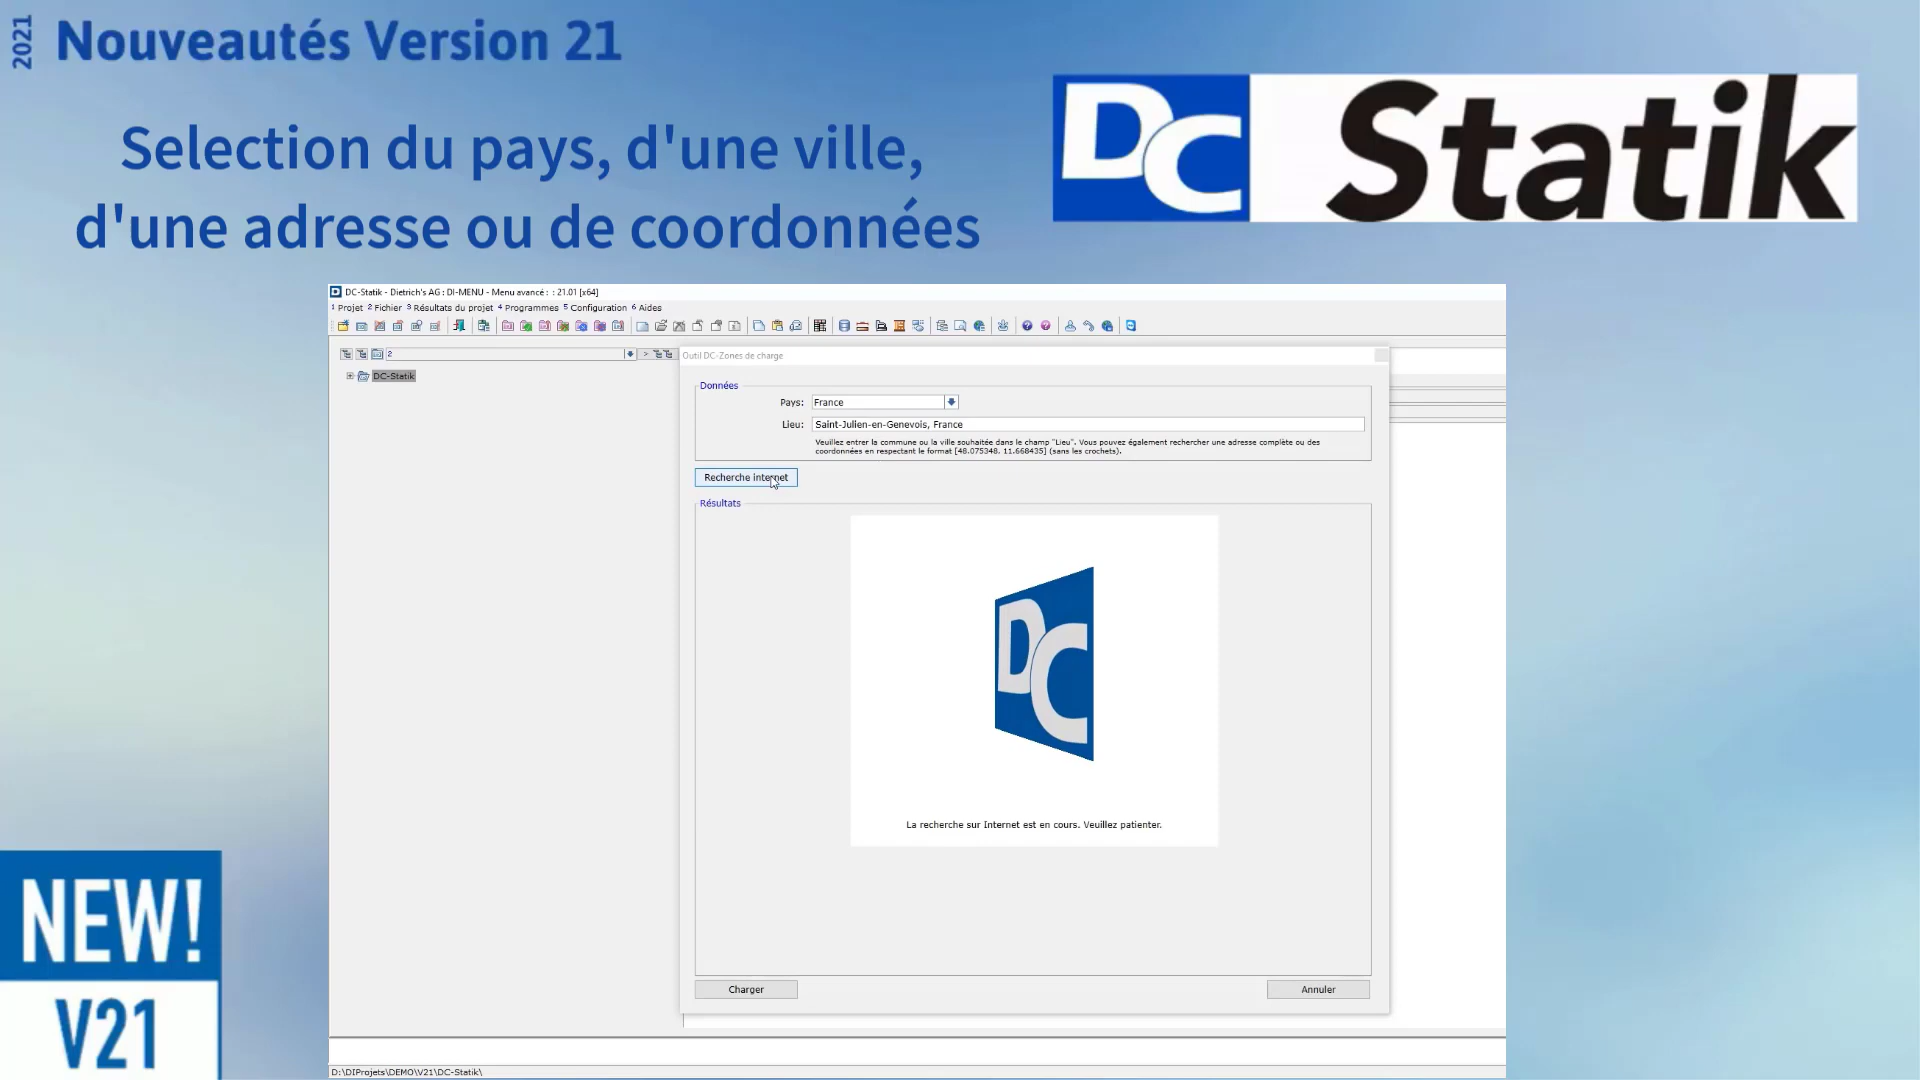 2021
Nouveautés Version 21
Selection du pays, d'une ville,
d'une adresse ou de coordonnées
DC Statik
DC-Statik - Dietrich's AG : DI-MENU - Menu avancé : : 21.01 [x64]
1 Projet 2 Fichier 3 Résultats du projet 4 Programmes 5 Configuration 6 Aides
2
>
DC-Statik
Outil DC-Zones de charge
Données
Pays: France
Lieu: Saint-Julien-en-Genevois, France
Veuillez entrer la commune ou la ville souhaitée dans le champ "Lieu". Vous pouvez également rechercher une adresse complète ou des
coordonnées en respectant le format [48.075348, 11.668435] (sans les crochets).
Recherche internet
Résultats
DC
La recherche sur Internet est en cours. Veuillez patienter.
Charger
Annuler
NEW!
V21
D:\DIProjets\DEMO\V21\DC-Statik\